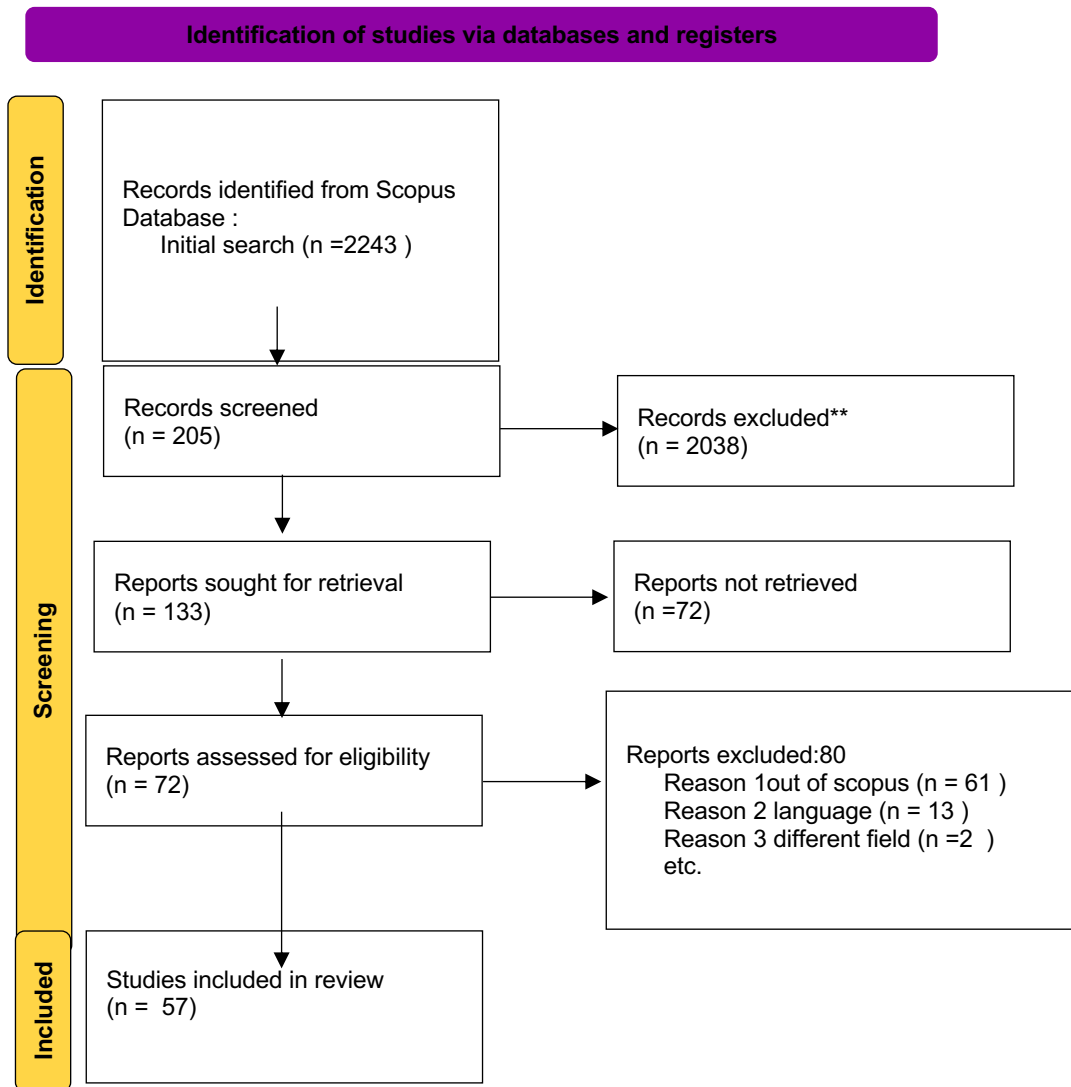 Identification of studies via databases and registers
Identification
Records identified from Scopus
Database :
Initial search (n =2243 )
Screening
Records screened
(n = 205)
Records excluded**
(n = 2038)
Reports sought for retrieval
(n = 133)
Reports not retrieved
(n =72)
Reports assessed for eligibility
(n = 72)
Reports excluded:80
Reason 1out of scopus (n = 61 )
Reason 2 language (n = 13 )
Reason 3 different field (n =2 )
etc.
Included
Studies included in review
(n = 57)